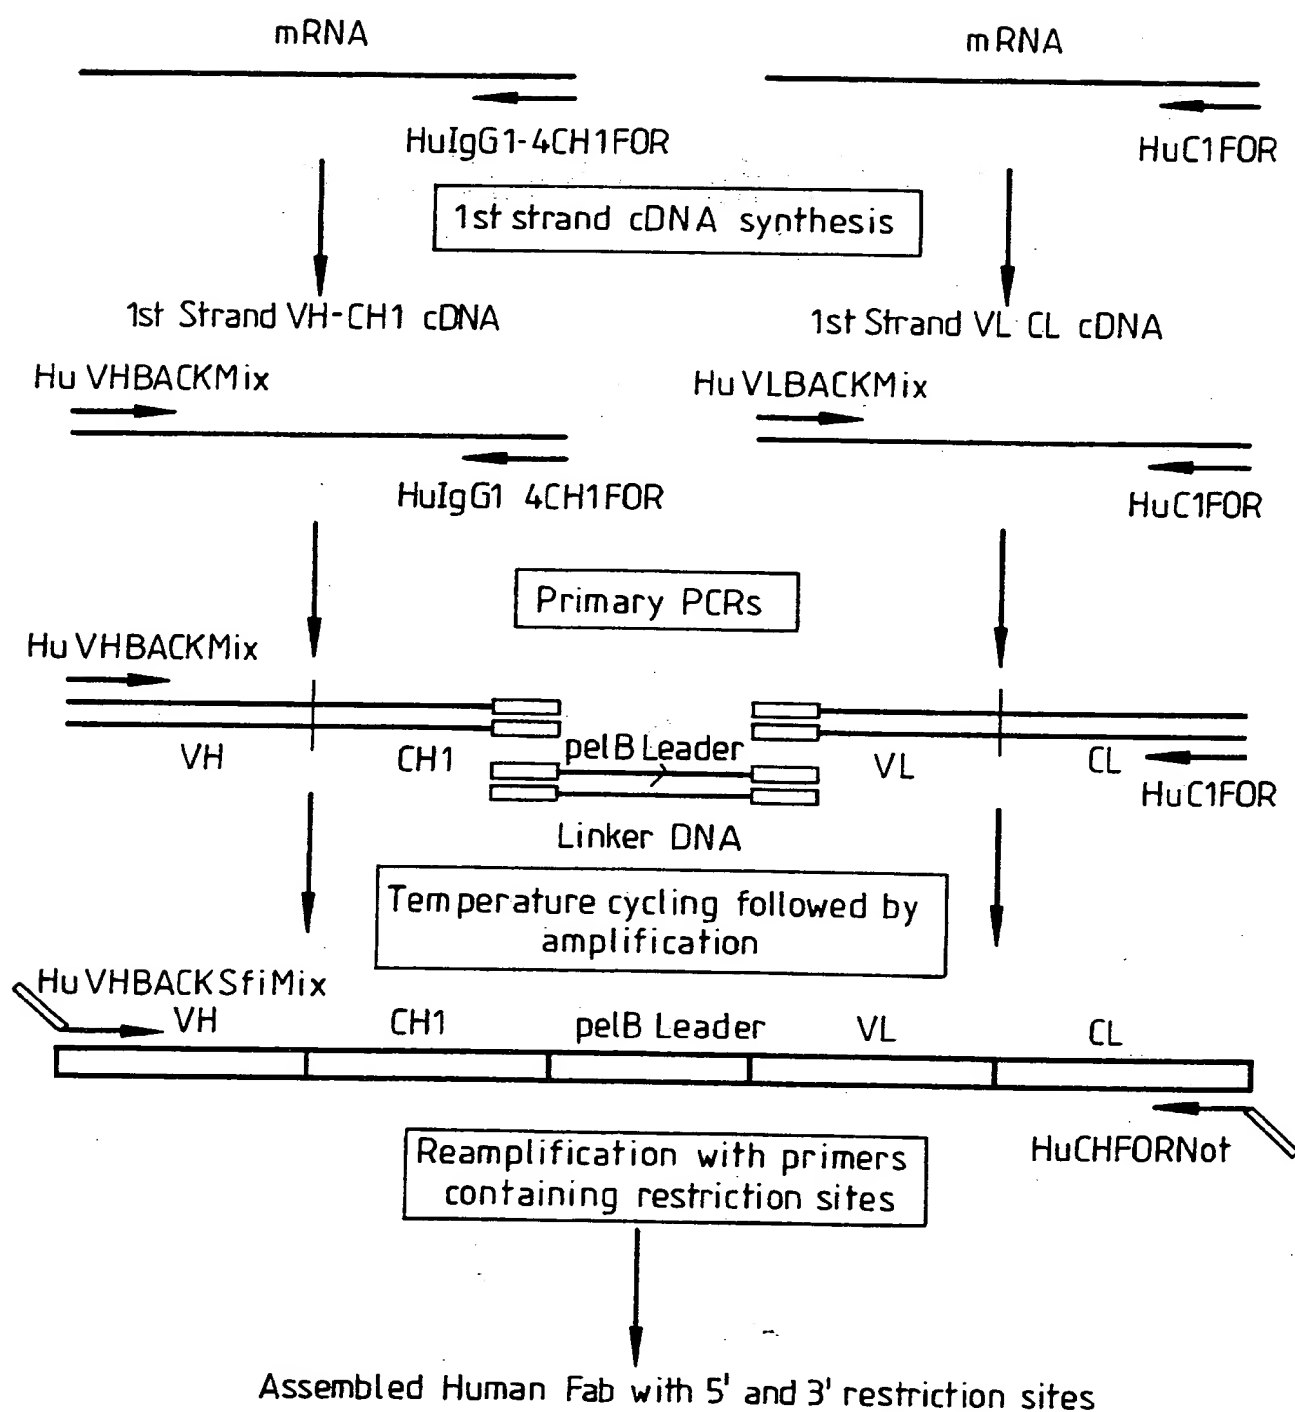 mRNA
mRNA
HuIgG1-4CH1FOR
HuC1FOR
1st strand cDNA synthesis
1st Strand VH-CH1 cDNA
1st Strand VL CL cDNA
Hu VHBACKMix
Hu VLBACKMix
HuIgG1 4CH1FOR
HuC1FOR
Primary PCRs
Hu VHBACKMix
VH
CH1
pelB Leader
VL
CL
HuC1FOR
Linker DNA
Temperature cycling followed by
amplification
HuVHBACKSfiMix
VH
CH1
pelB Leader
VL
CL
HuCHFORNot
Reamplification with primers
containing restriction sites
Assembled Human Fab with 5' and 3' restriction sites